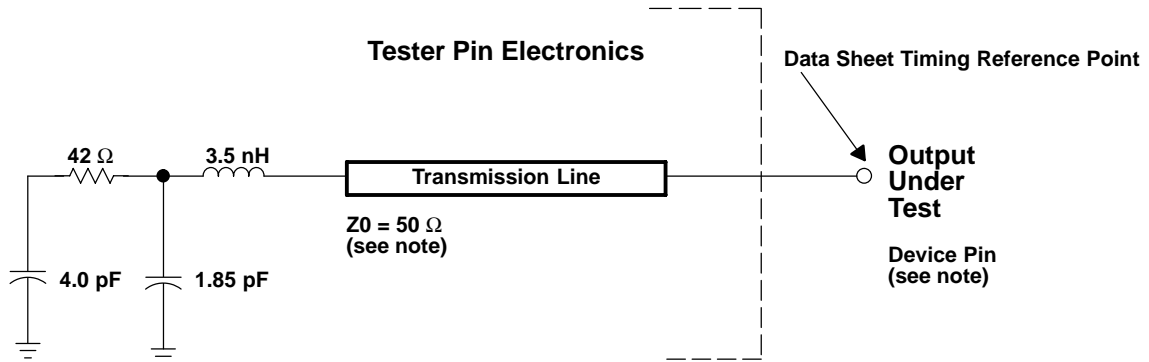 Tester Pin Electronics
Data Sheet Timing Reference Point
42 Ω
3.5 nH
Transmission Line
Output
Under
Test
Z0 = 50 Ω
(see note)
Device Pin
(see note)
4.0 pF
1.85 pF